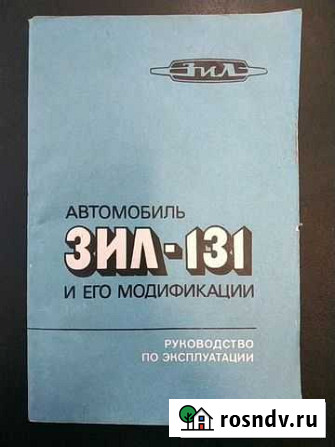 ЗИЛ
АВТОМОБИЛЬ
ЗИЛ-131
И ЕГО МОДИФИКАЦИИ
РУКОВОДСТВО
ПО ЭКСПЛУАТАЦИИ
rosndv.ru